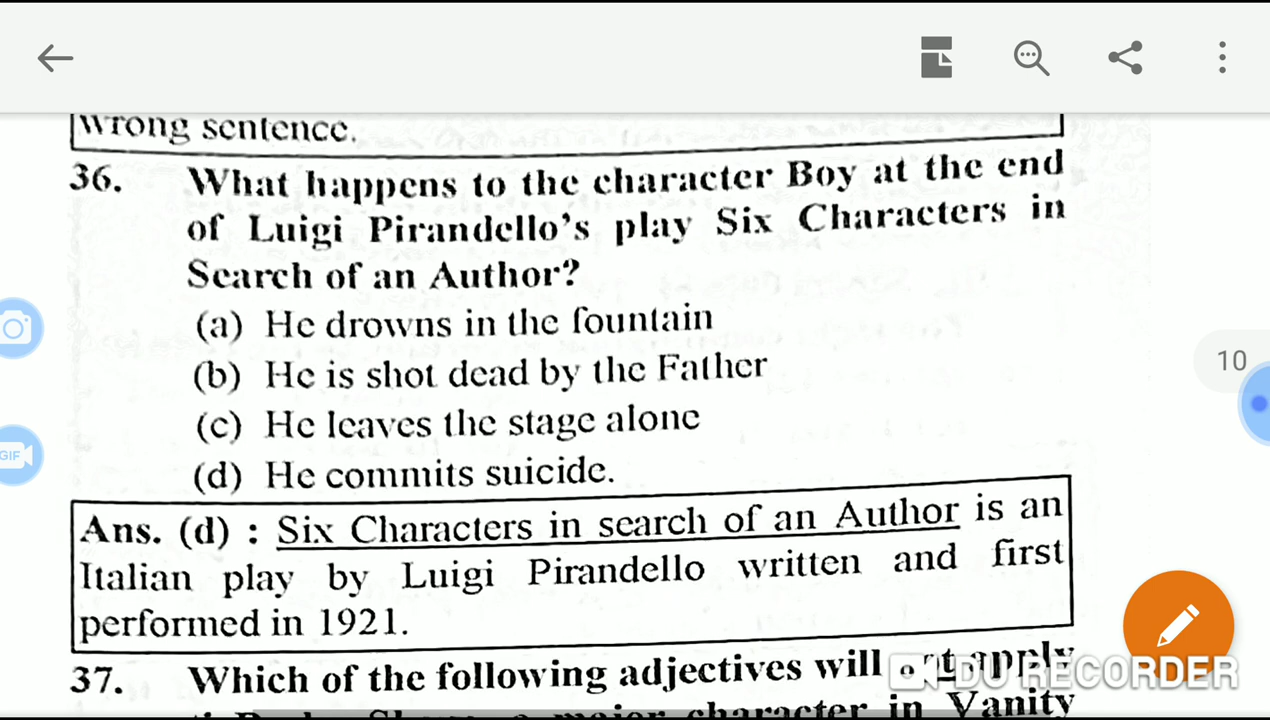 wrong sentence.
36. What happens to the character Boy at the end
of Luigi Pirandello's play Six Characters in
Search of an Author?
(a) He drowns in the fountain
(b) He is shot dead by the Father
(c) He leaves the stage alone
(d) He commits suicide.
Ans. (d) : Six Characters in search of an Author is an
Italian play by Luigi Pirandello written and first
performed in 1921.
37. Which of the following adjectives will not apply
major character in Vanity
10
GIF
DU RECORDER